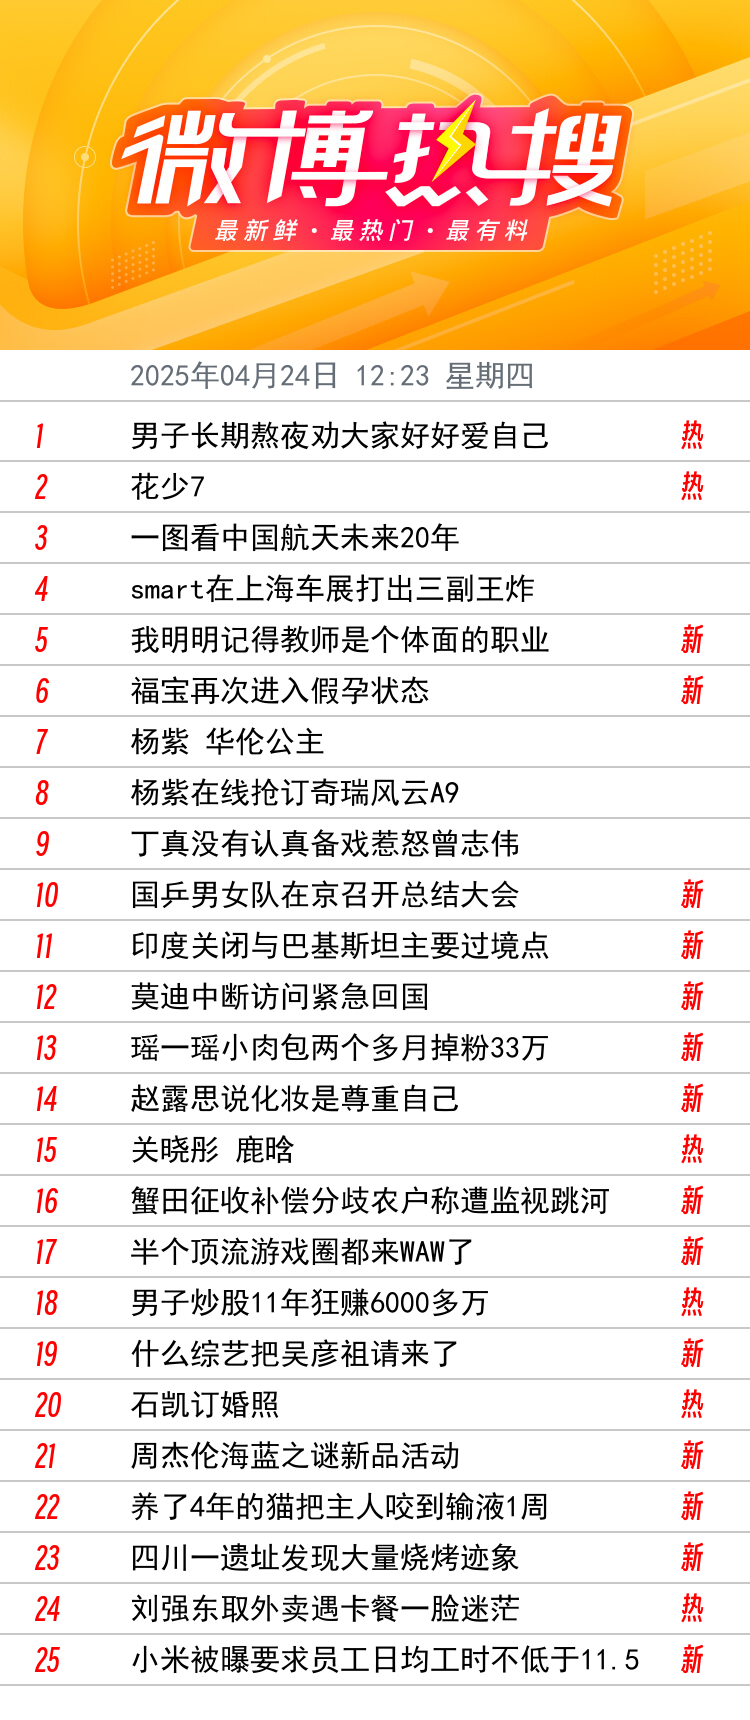 微博热搜
最新鲜·最热门·最有料
2025年04月24日 12:23 星期四
1 男子长期熬夜劝大家好好爱自己 热
2 花少7 热
3 一图看中国航天未来20年
4 smart在上海车展打出三副王炸
5 我明明记得教师是个体面的职业 新
6 福宝再次进入假孕状态 新
7 杨紫 华伦公主
8 杨紫在线抢订奇瑞风云A9
9 丁真没有认真备戏惹怒曾志伟
10 国乒男女队在京召开总结大会 新
11 印度关闭与巴基斯坦主要过境点 新
12 莫迪中断访问紧急回国 新
13 瑶一瑶小肉包两个多月掉粉33万 新
14 赵露思说化妆是尊重自己 新
15 关晓彤 鹿晗 热
16 蟹田征收补偿分歧农户称遭监视跳河 新
17 半个顶流游戏圈都来WAW了 新
18 男子炒股11年狂赚6000多万 热
19 什么综艺把吴彦祖请来了 新
20 石凯订婚照 热
21 周杰伦海蓝之谜新品活动 新
22 养了4年的猫把主人咬到输液1周 新
23 四川一遗址发现大量烧烤迹象 新
24 刘强东取外卖遇卡餐一脸迷茫 热
25 小米被曝要求员工日均工时不低于11.5 新